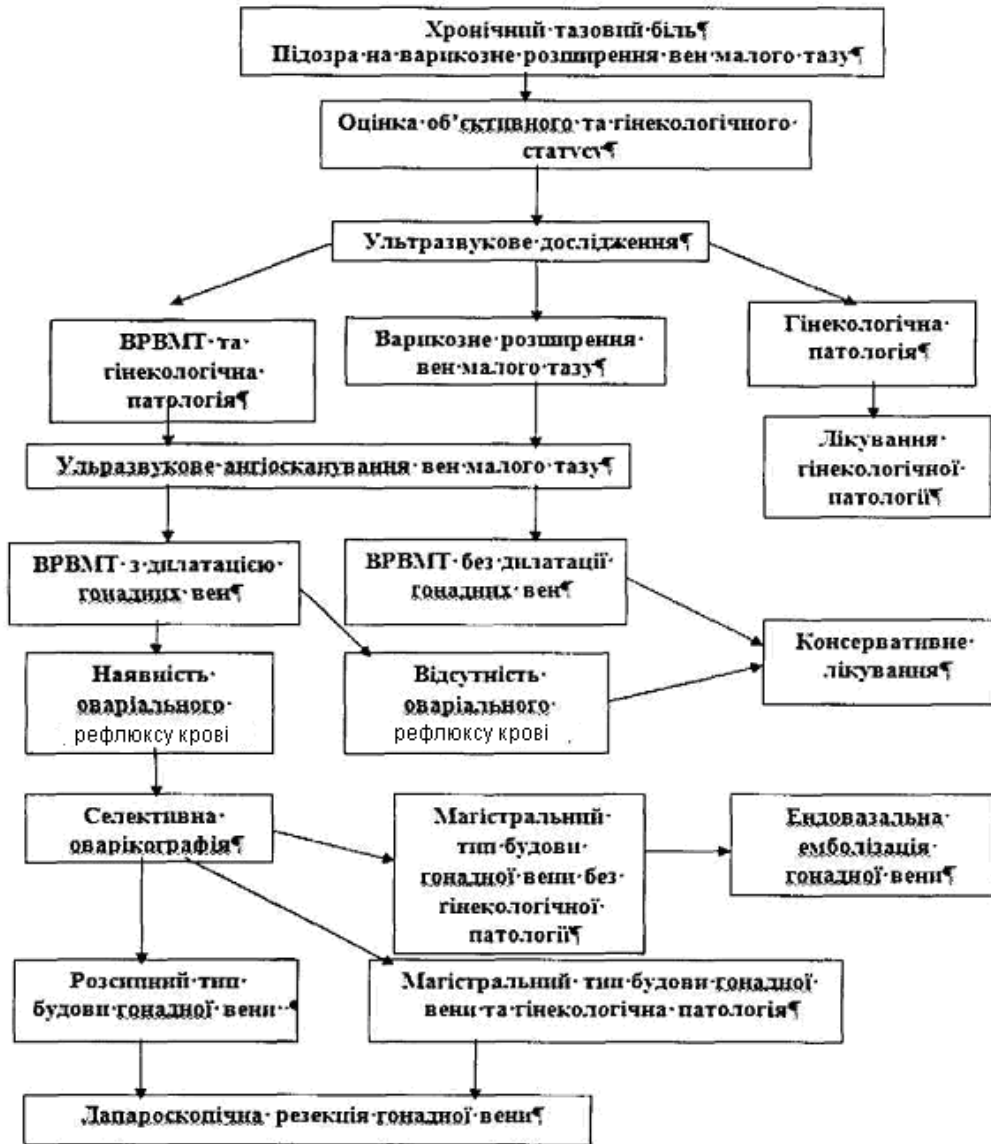 Хронічний·тазовий·біль¶
Підозра·на·варикозне·розширення·вен·малого·тазу¶
Оцінка·об’єктивного·та·гінекологічного·
статусу¶
Ультразвукове·дослідження¶
ВРВМТ·та·
гінекологічна·
патологія¶
Варикозне·розширення·
вен·малого·тазу¶
Гінекологічна·
патологія¶
Лікування·
гінекологічної·
патології¶
Ульразвукове·ангіосканування·вен·малого·тазу¶
ВРВМТ·з·дилатацією·
гонадних·вен¶
ВРВМТ·без·дилатації·
гонадних·вен¶
Консервативне·
лікування¶
Наявність·
оваріального·
рефлюксу крові
Відсутність·
оваріального·
рефлюксу крові
Селективна·
оварікографія¶
Магістральний·
тип·будови·
гонадної·вени·без·
гінекологічної·
патології¶
Ендовазальна·
емболізація·
гонадної·вени¶
Розсипний·тип·
будови·гонадної·вени··¶
Магістральний·тип·будови·гонадної·
вени·та·гінекологічна·патологія¶
Лапароскопічна·резекція·гонадної·вени¶